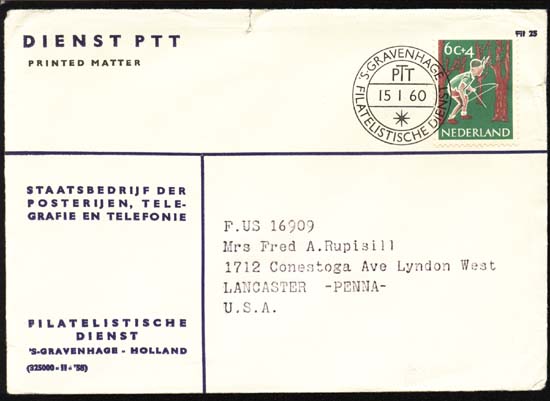 DIENST PTT
PRINTED MATTER
Fil 25
'S-GRAVENHAGE
PTT
15 I 60
FILATELISTISCHE DIENST
6c+4
NEDERLAND
STAATSBEDRIJF DER
POSTERIJEN, TELE-
GRAFIE EN TELEFONIE
F.US 16909
Mrs Fred A.Rupisill
1712 Conestoga Ave Lyndon West
LANCASTER -PENNA-
U.S.A.
FILATELISTISCHE
DIENST
'S-GRAVENHAGE - HOLLAND
(325000 - II - '58)